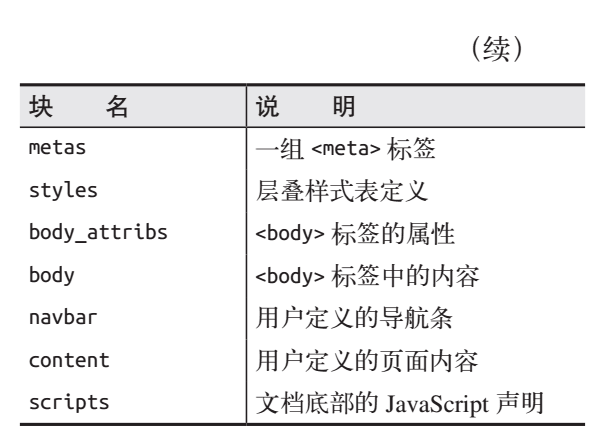 （续）
块 名 说 明
metas 一组 <meta> 标签
styles 层叠样式表定义
body_attribs <body> 标签的属性
body <body> 标签中的内容
navbar 用户定义的导航条
content 用户定义的页面内容
scripts 文档底部的 JavaScript 声明